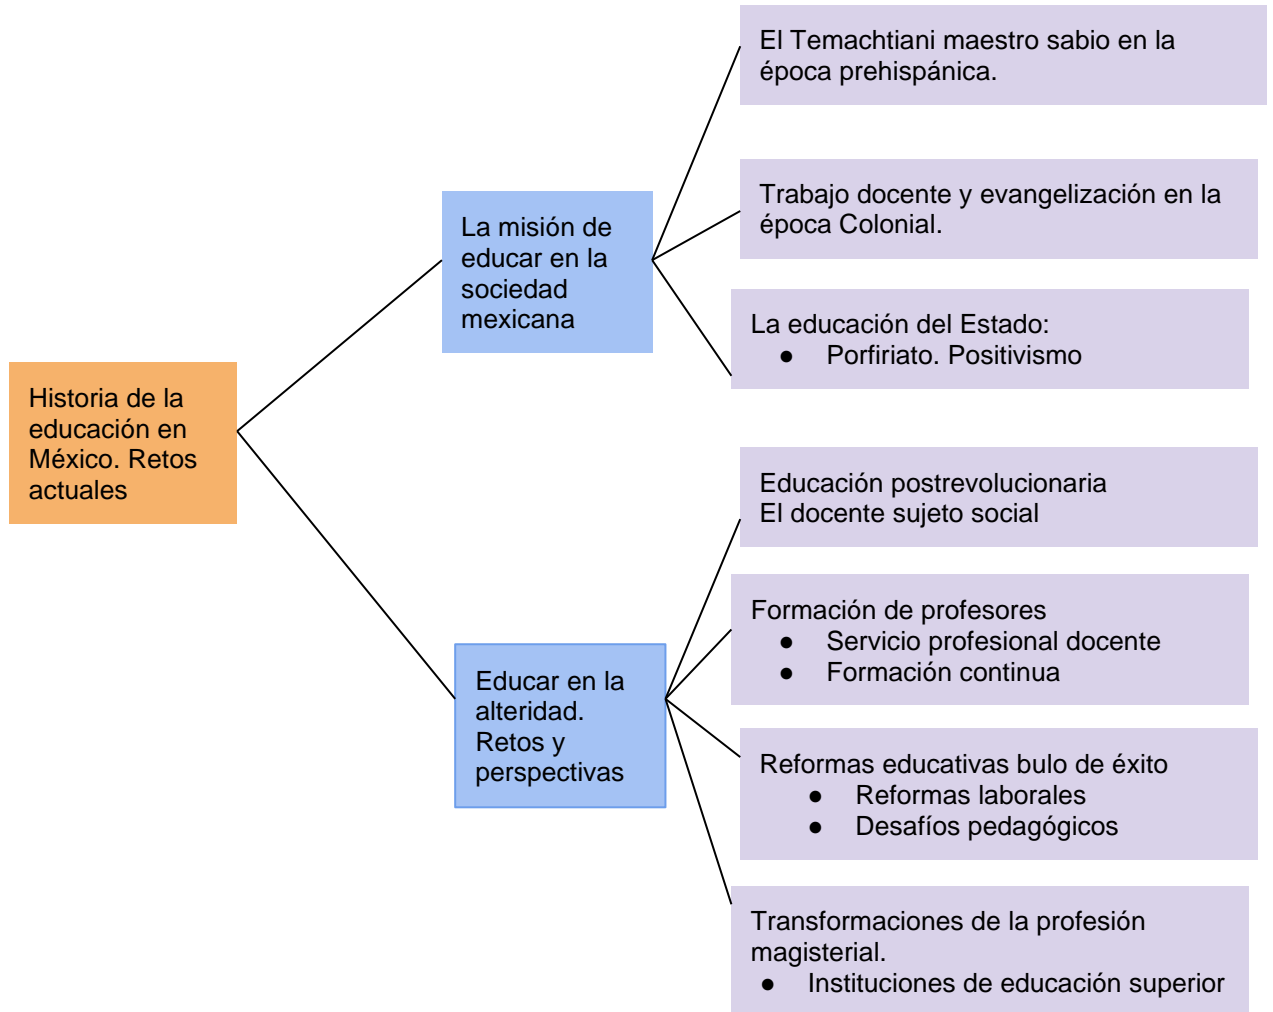 Historia de la
educación en
México. Retos
actuales
La misión de
educar en la
sociedad
mexicana
El Temachtiani maestro sabio en la
época prehispánica.
Trabajo docente y evangelización en la
época Colonial.
La educación del Estado:
● Porfiriato. Positivismo
Educar en la
alteridad.
Retos y
perspectivas
Educación postrevolucionaria
El docente sujeto social
Formación de profesores
● Servicio profesional docente
● Formación continua
Reformas educativas bulo de éxito
● Reformas laborales
● Desafíos pedagógicos
Transformaciones de la profesión
magisterial.
● Instituciones de educación superior